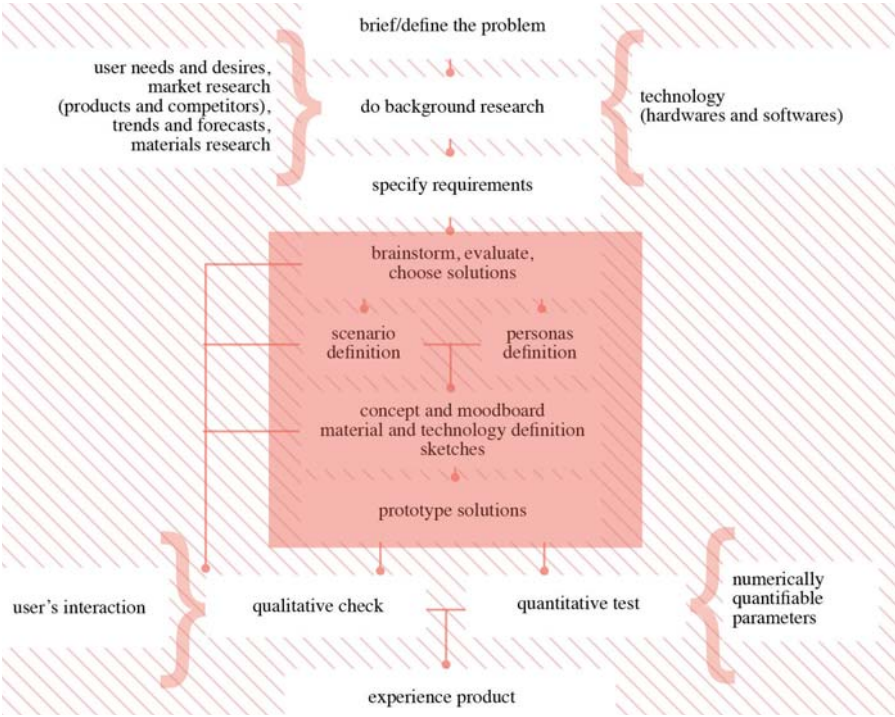 brief/define the problem
user needs and desires,
market research
(products and competitors),
trends and forecasts,
materials research
do background research
technology
(hardwares and softwares)
specify requirements
brainstorm, evaluate,
choose solutions
scenario
definition
personas
definition
concept and moodboard
material and technology definition
sketches
prototype solutions
user's interaction
qualitative check
quantitative test
numerically
quantifiable
parameters
experience product